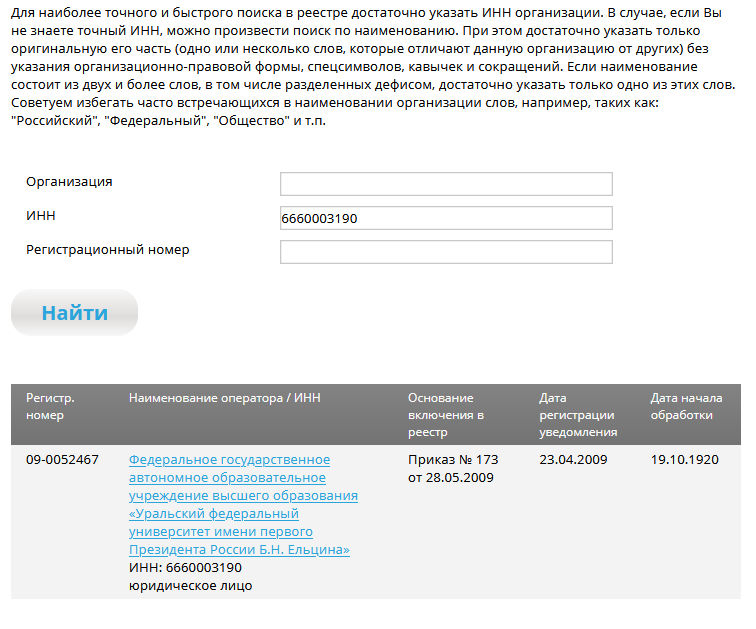 Для наиболее точного и быстрого поиска в реестре достаточно указать ИНН организации. В случае, если Вы
не знаете точный ИНН, можно произвести поиск по наименованию. При этом достаточно указать только
оригинальную его часть (одно или несколько слов, которые отличают данную организацию от других) без
указания организационно-правовой формы, спецсимволов, кавычек и сокращений. Если наименование
состоит из двух и более слов, в том числе разделенных дефисом, достаточно указать только одно из этих слов.
Советуем избегать часто встречающихся в наименовании организации слов, например, таких как:
"Российский", "Федеральный", "Общество" и т.п.
Организация
ИНН 6660003190
Регистрационный номер
Найти
Регистр. номер
Наименование оператора / ИНН
Основание включения в реестр
Дата регистрации уведомления
Дата начала обработки
09-0052467
Федеральное государственное
автономное образовательное
учреждение высшего образования
«Уральский федеральный
университет имени первого
Президента России Б.Н. Ельцина»
ИНН: 6660003190
юридическое лицо
Приказ № 173
от 28.05.2009
23.04.2009
19.10.1920